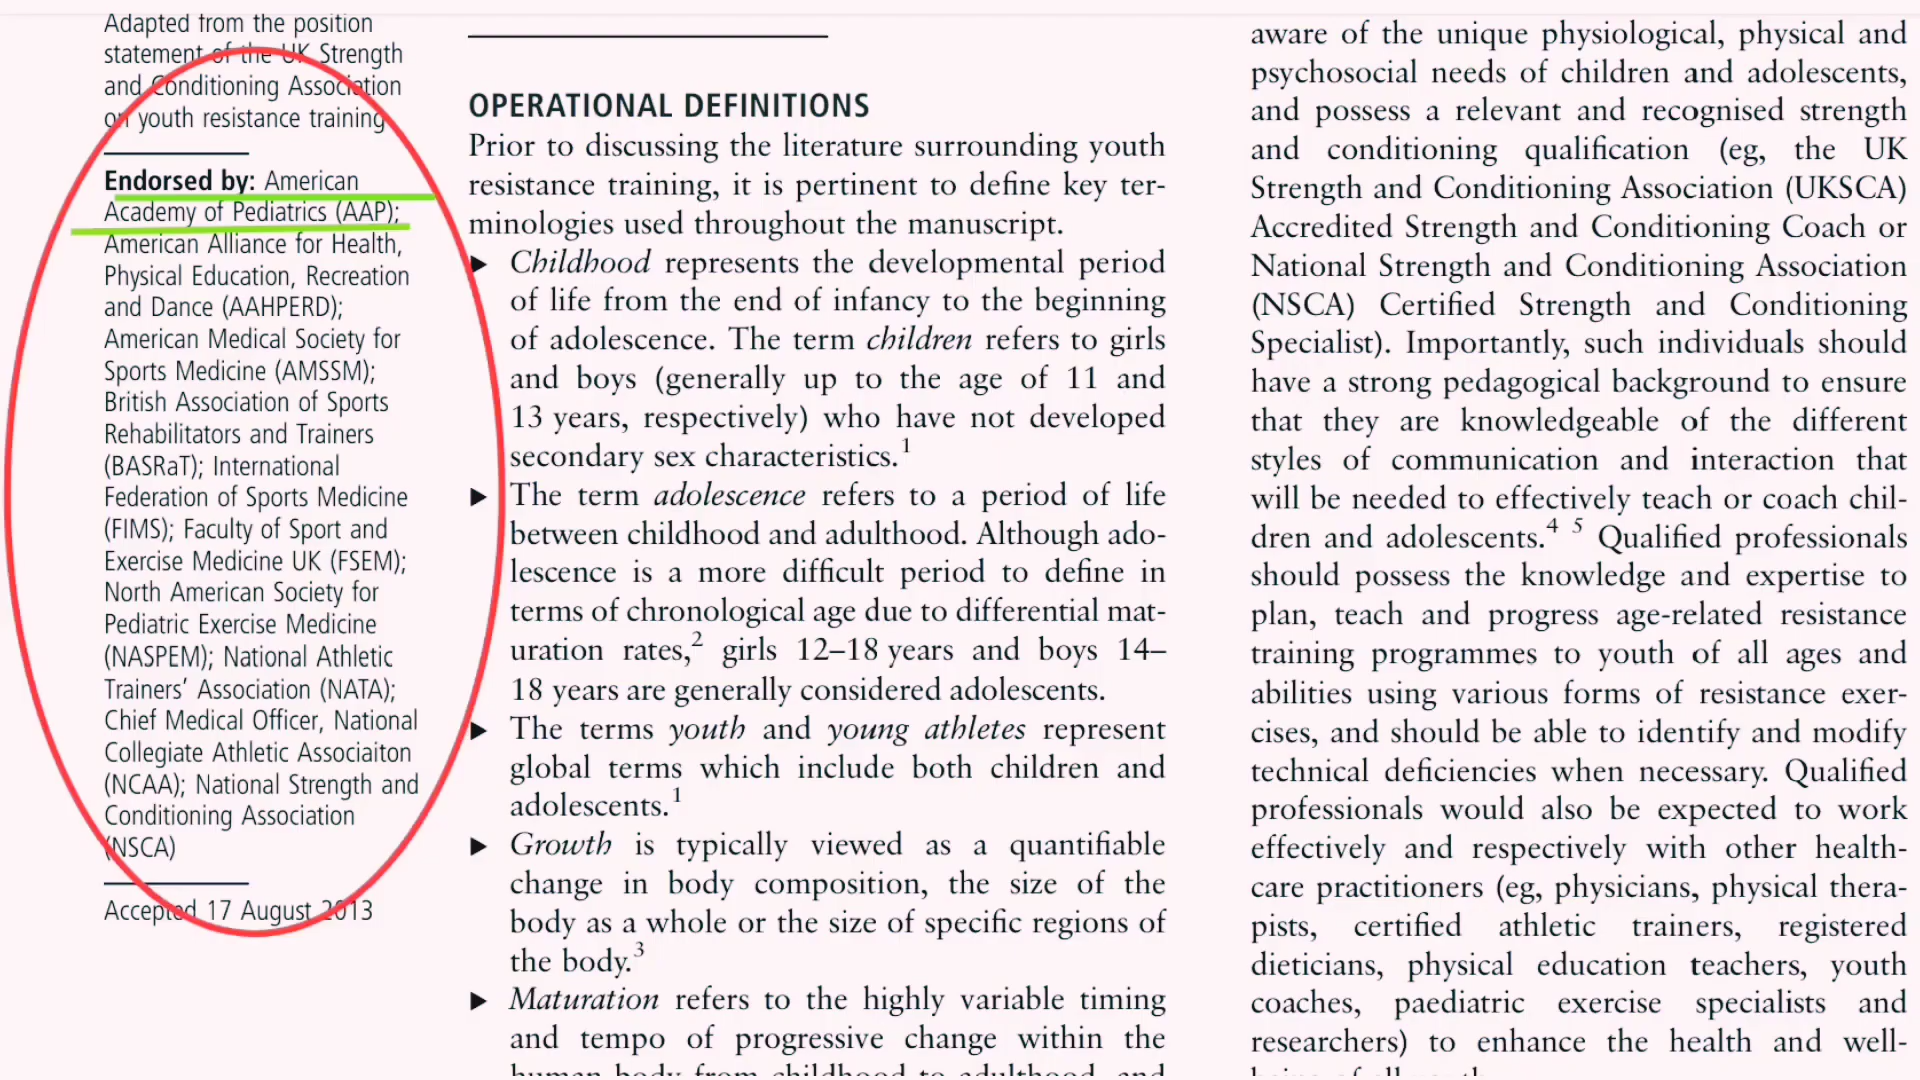 Adapted from the position
statement of the UK Strength
and Conditioning Association
on youth resistance training
Endorsed by: American
Academy of Pediatrics (AAP);
American Alliance for Health,
Physical Education, Recreation
and Dance (AAHPERD);
American Medical Society for
Sports Medicine (AMSSM);
British Association of Sports
Rehabilitators and Trainers
(BASRaT); International
Federation of Sports Medicine
(FIMS); Faculty of Sport and
Exercise Medicine UK (FSEM);
North American Society for
Pediatric Exercise Medicine
(NASPEM); National Athletic
Trainers' Association (NATA);
Chief Medical Officer, National
Collegiate Athletic Associaiton
(NCAA); National Strength and
Conditioning Association
(NSCA)
Accepted 17 August 2013
OPERATIONAL DEFINITIONS
Prior to discussing the literature surrounding youth
resistance training, it is pertinent to define key ter-
minologies used throughout the manuscript.
▶ Childhood represents the developmental period
of life from the end of infancy to the beginning
of adolescence. The term children refers to girls
and boys (generally up to the age of 11 and
13 years, respectively) who have not developed
secondary sex characteristics.1
▶ The term adolescence refers to a period of life
between childhood and adulthood. Although ado-
lescence is a more difficult period to define in
terms of chronological age due to differential mat-
uration rates,2 girls 12–18 years and boys 14–
18 years are generally considered adolescents.
▶ The terms youth and young athletes represent
global terms which include both children and
adolescents.1
▶ Growth is typically viewed as a quantifiable
change in body composition, the size of the
body as a whole or the size of specific regions of
the body.3
▶ Maturation refers to the highly variable timing
and tempo of progressive change within the
human body from childhood to adulthood, and
aware of the unique physiological, physical and
psychosocial needs of children and adolescents,
and possess a relevant and recognised strength
and conditioning qualification (eg, the UK
Strength and Conditioning Association (UKSCA)
Accredited Strength and Conditioning Coach or
National Strength and Conditioning Association
(NSCA) Certified Strength and Conditioning
Specialist). Importantly, such individuals should
have a strong pedagogical background to ensure
that they are knowledgeable of the different
styles of communication and interaction that
will be needed to effectively teach or coach chil-
dren and adolescents.4 5 Qualified professionals
should possess the knowledge and expertise to
plan, teach and progress age-related resistance
training programmes to youth of all ages and
abilities using various forms of resistance exer-
cises, and should be able to identify and modify
technical deficiencies when necessary. Qualified
professionals would also be expected to work
effectively and respectively with other health-
care practitioners (eg, physicians, physical thera-
pists, certified athletic trainers, registered
dieticians, physical education teachers, youth
coaches, paediatric exercise specialists and
researchers) to enhance the health and well-